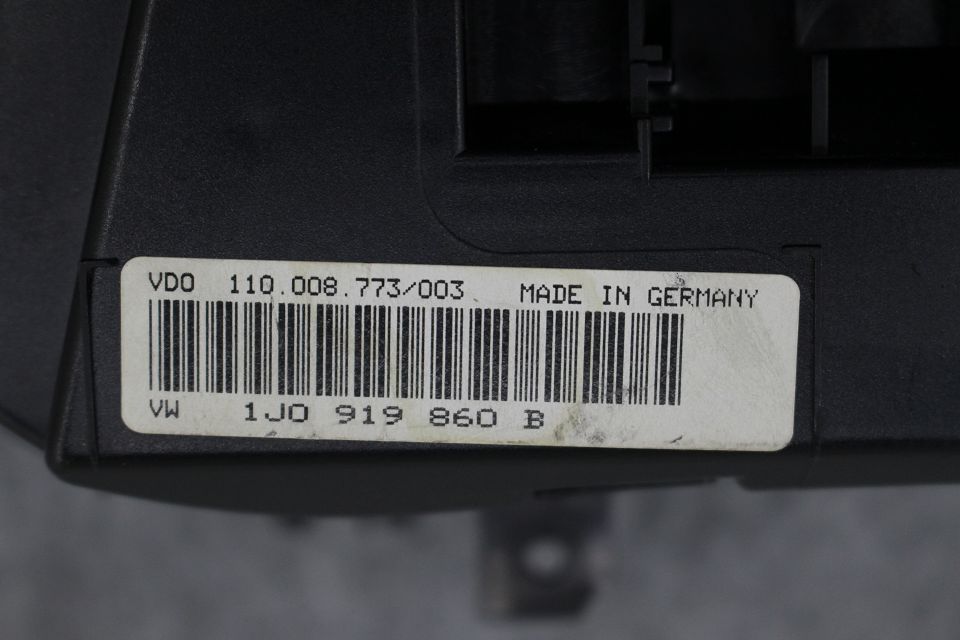 VDO 110.008.773/003 MADE IN GERMANY
VW 1J0 919 860 B